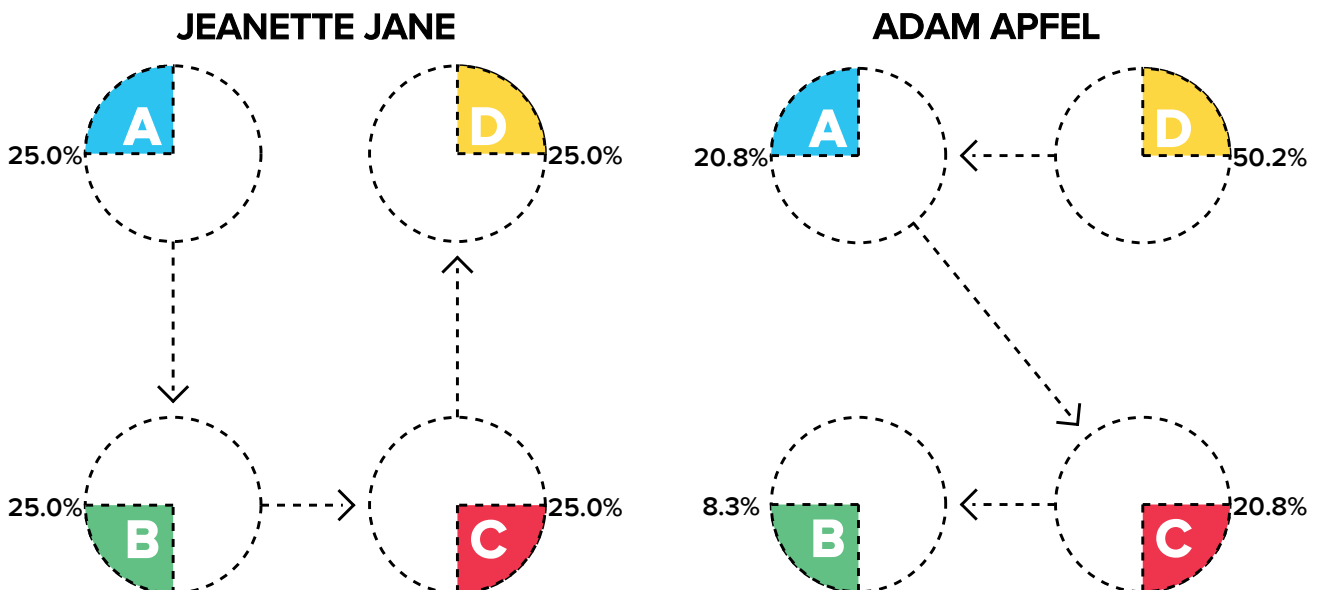 JEANETTE JANE
A
D
25.0%
25.0%
25.0%
B
C
25.0%
ADAM APFEL
A
D
20.8%
50.2%
8.3%
B
C
20.8%